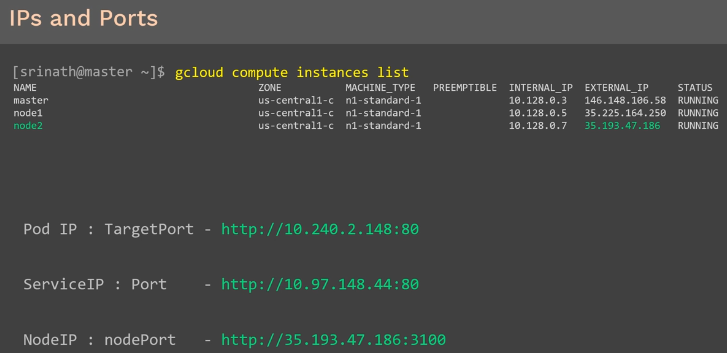 IPs and Ports
[srinath@master ~]$ gcloud compute instances list
NAME ZONE MACHINE_TYPE PREEMPTIBLE INTERNAL_IP EXTERNAL_IP STATUS
master us-central1-c n1-standard-1 10.128.0.3 146.148.106.58 RUNNING
node1 us-central1-c n1-standard-1 10.128.0.5 35.225.164.250 RUNNING
node2 us-central1-c n1-standard-1 10.128.0.7 35.193.47.186 RUNNING
Pod IP : TargetPort - http://10.240.2.148:80
ServiceIP : Port - http://10.97.148.44:80
NodeIP : nodePort - http://35.193.47.186:3100